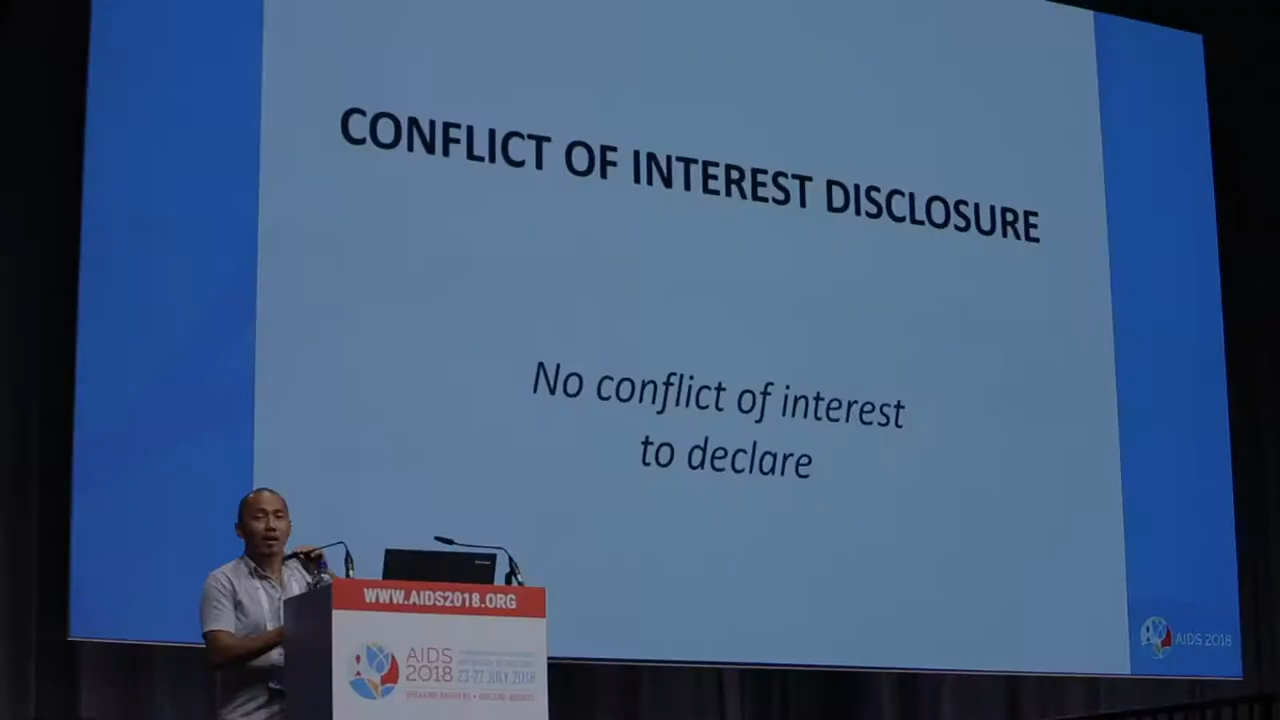 CONFLICT OF INTEREST DISCLOSURE
No conflict of interest
to declare
AIDS 2018
WWW.AIDS2018.ORG
AIDS
2018
23-27 JULY 2018